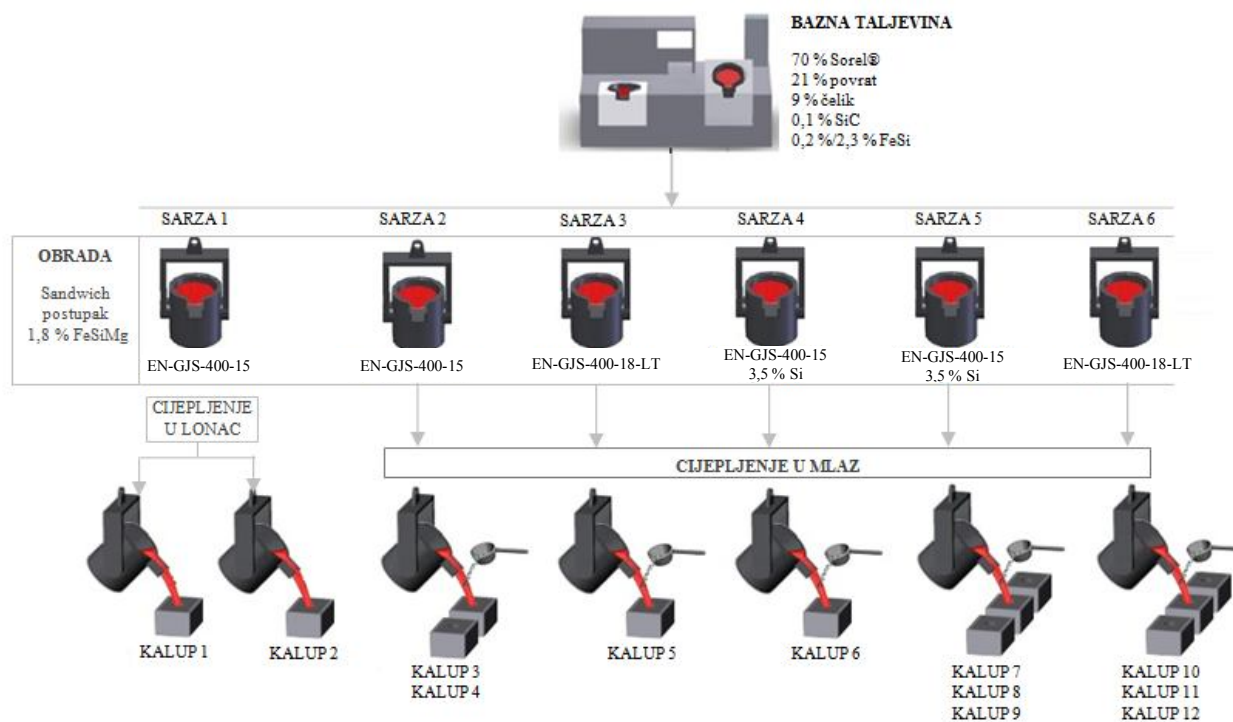 BAZNA TALJEVINA
70 % Sorel®
21 % povrat
9 % čelik
0,1 % SiC
0,2 %/2,3 % FeSi
SARZA 1
SARZA 2
SARZA 3
SARZA 4
SARZA 5
SARZA 6
OBRADA
Sandwich
postupak
1,8 % FeSiMg
EN-GJS-400-15
EN-GJS-400-15
EN-GJS-400-18-LT
EN-GJS-400-15
3,5 % Si
EN-GJS-400-15
3,5 % Si
EN-GJS-400-18-LT
CIJEPLJENJE
U LONAC
CIJEPLJENJE U MLAZ
KALUP 1
KALUP 2
KALUP 3
KALUP 4
KALUP 5
KALUP 6
KALUP 7
KALUP 8
KALUP 9
KALUP 10
KALUP 11
KALUP 12